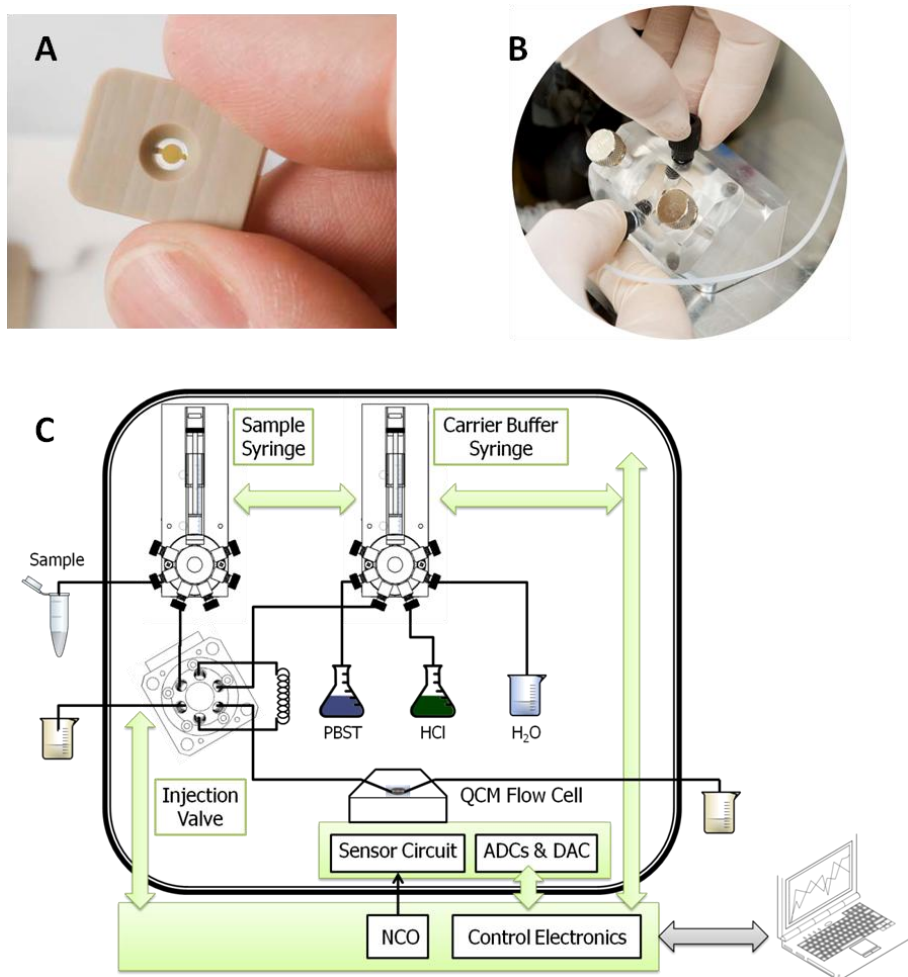 A
B
C
Sample
Syringe
Carrier Buffer
Syringe
Sample
PBST
HCl
H₂O
Injection
Valve
QCM Flow Cell
Sensor Circuit
ADCs & DAC
NCO
Control Electronics